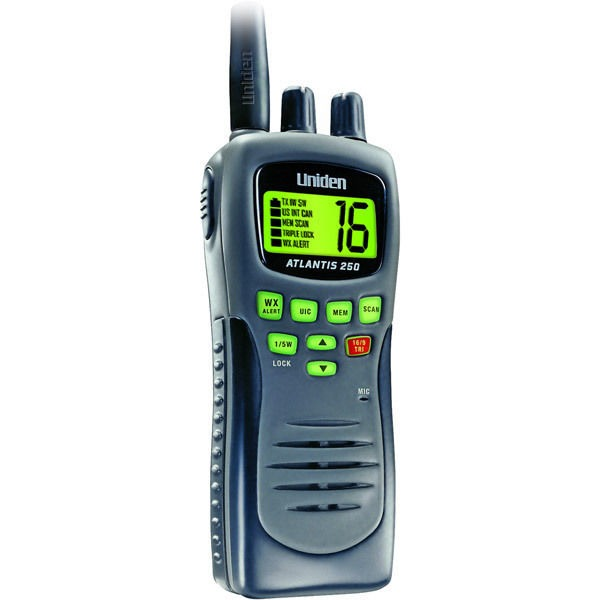 Uniden
Uniden
TX 1W 5W
US INT CAN
MEM SCAN
TRIPLE LOCK
WX ALERT
16
ATLANTIS 250
WX
ALERT
UIC
MEM
SCAN
1/5W
16/9
TRI
LOCK
MIC